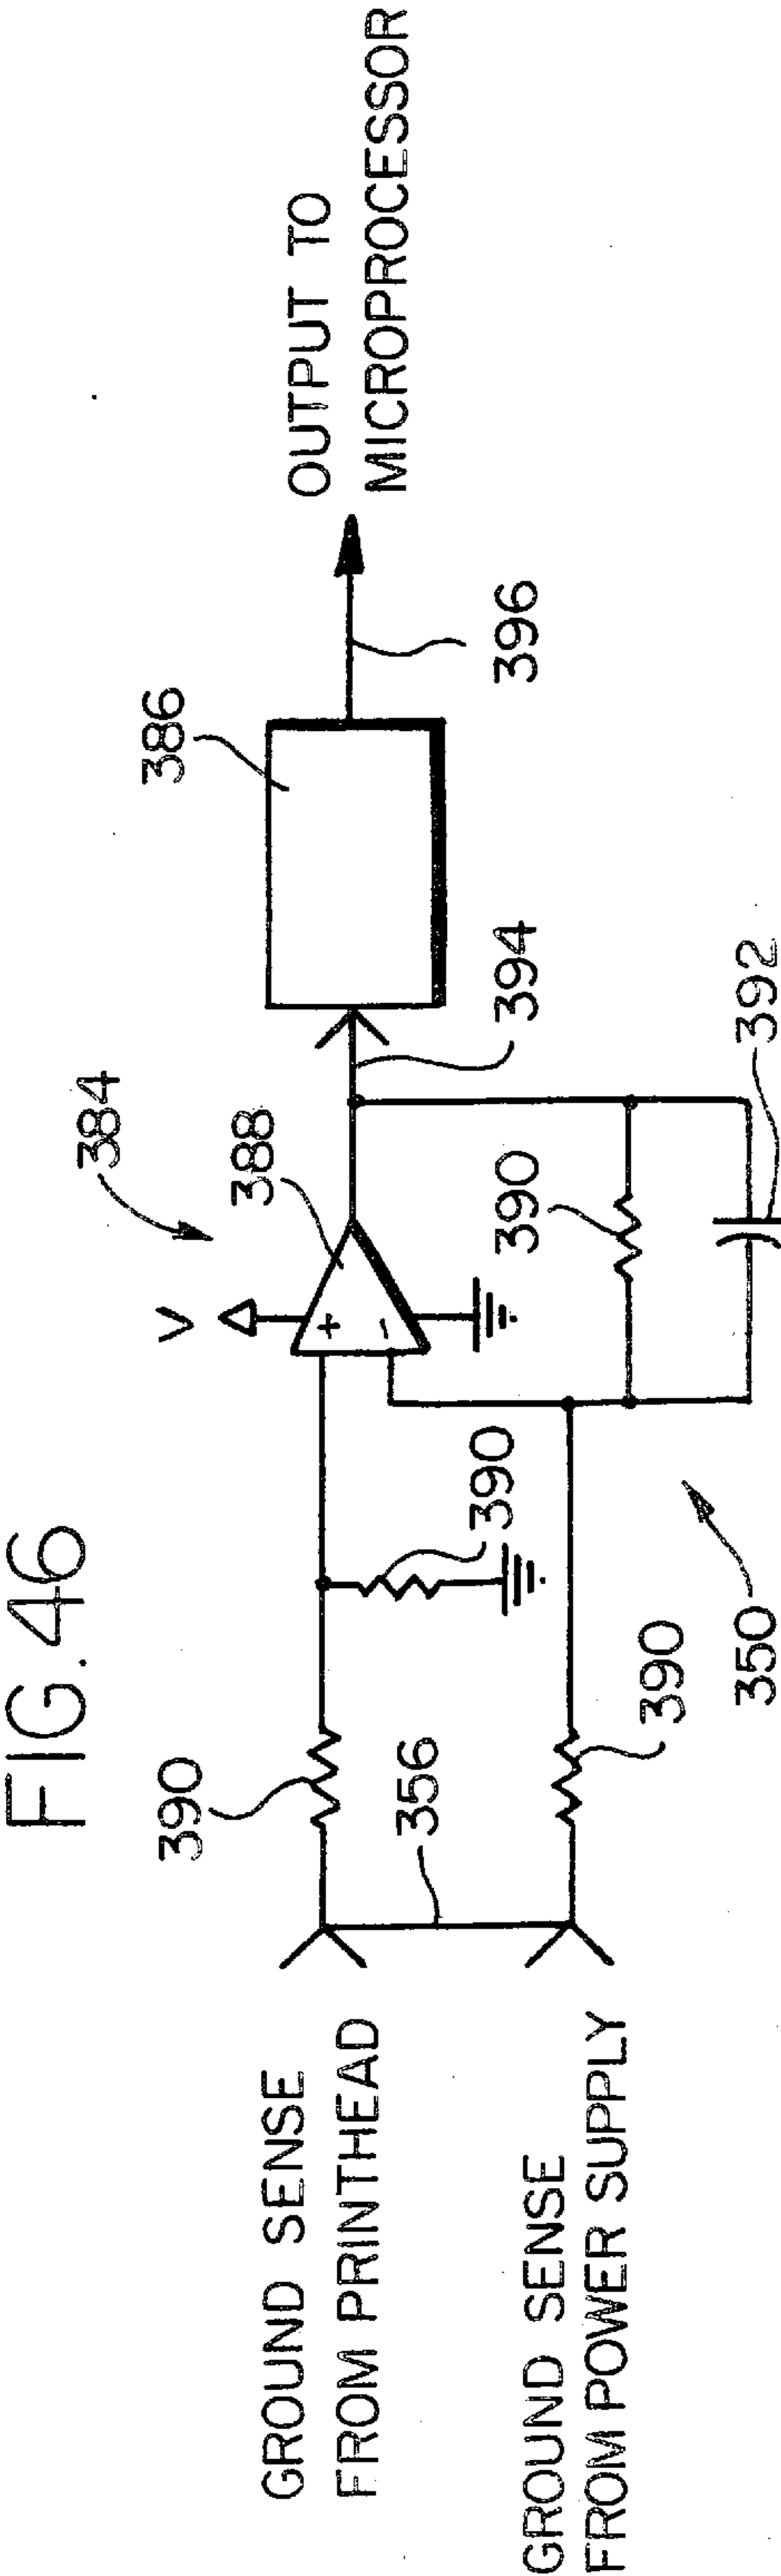 FIG. 46
384
V
388
+
-
386
OUTPUT TO
MICROPROCESSOR
396
394
390
390
356
390
390
392
350
GROUND SENSE
FROM PRINTHEAD
GROUND SENSE
FROM POWER SUPPLY